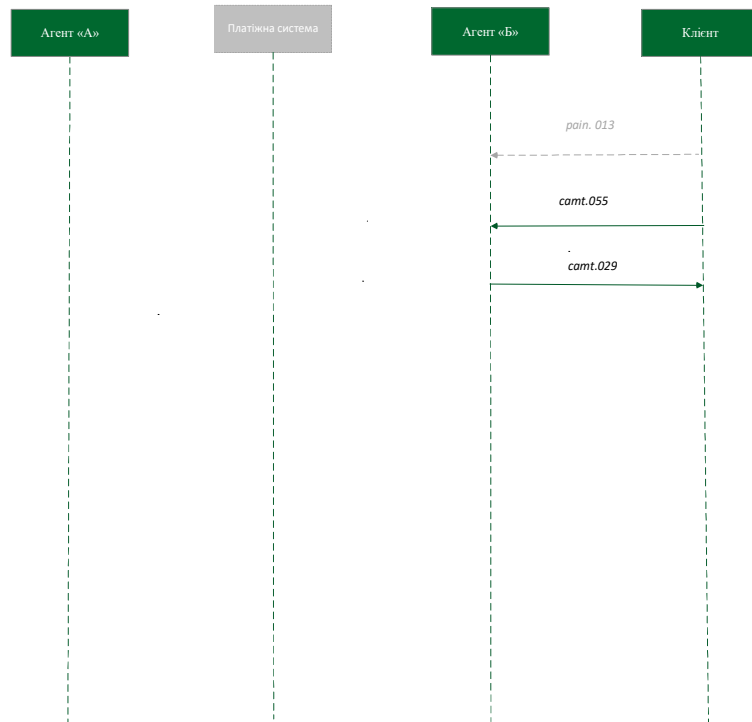 Агент «А»
Платіжна система
Агент «Б»
Клієнт
pain. 013
camt.055
camt.029